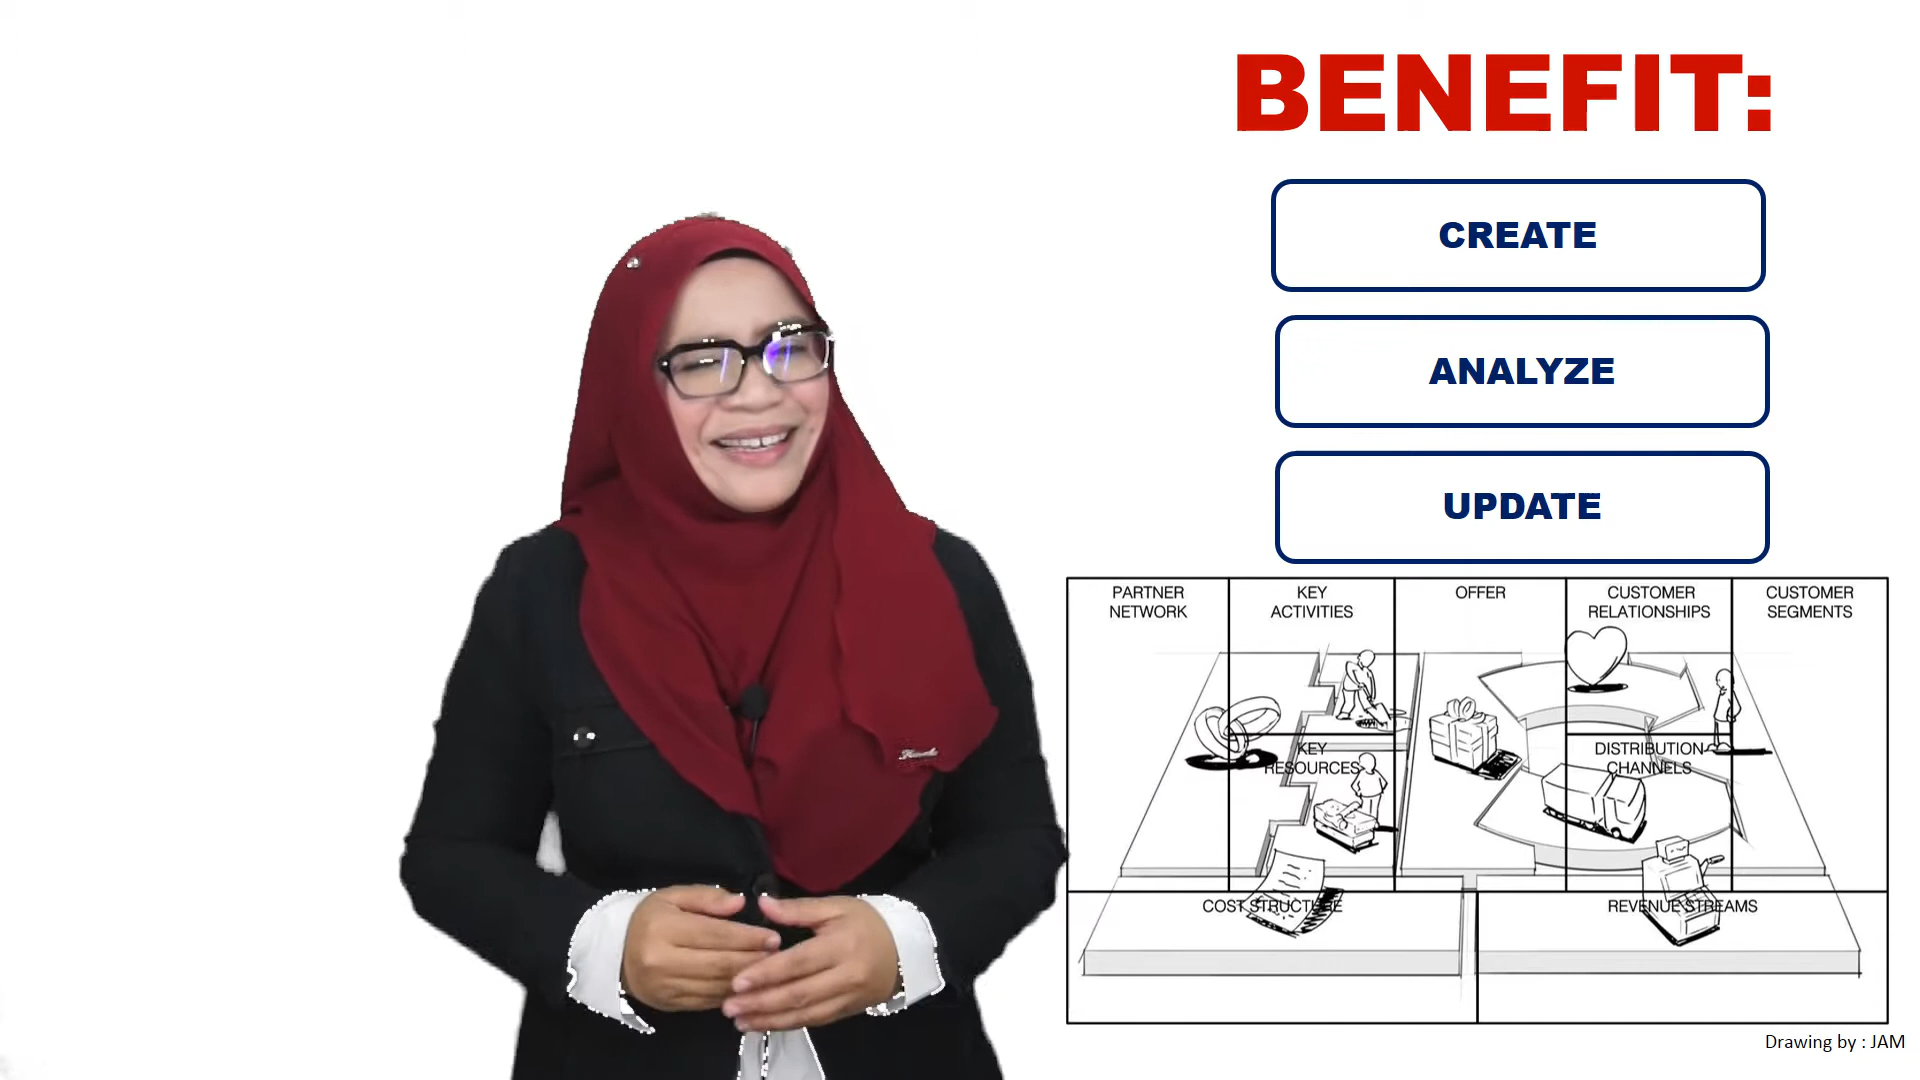 BENEFIT:
CREATE
ANALYZE
UPDATE
PARTNER
NETWORK
KEY
ACTIVITIES
OFFER
CUSTOMER
RELATIONSHIPS
CUSTOMER
SEGMENTS
KEY
RESOURCES
DISTRIBUTION
CHANNELS
COST STRUCTURE
REVENUE STREAMS
Drawing by : JAM